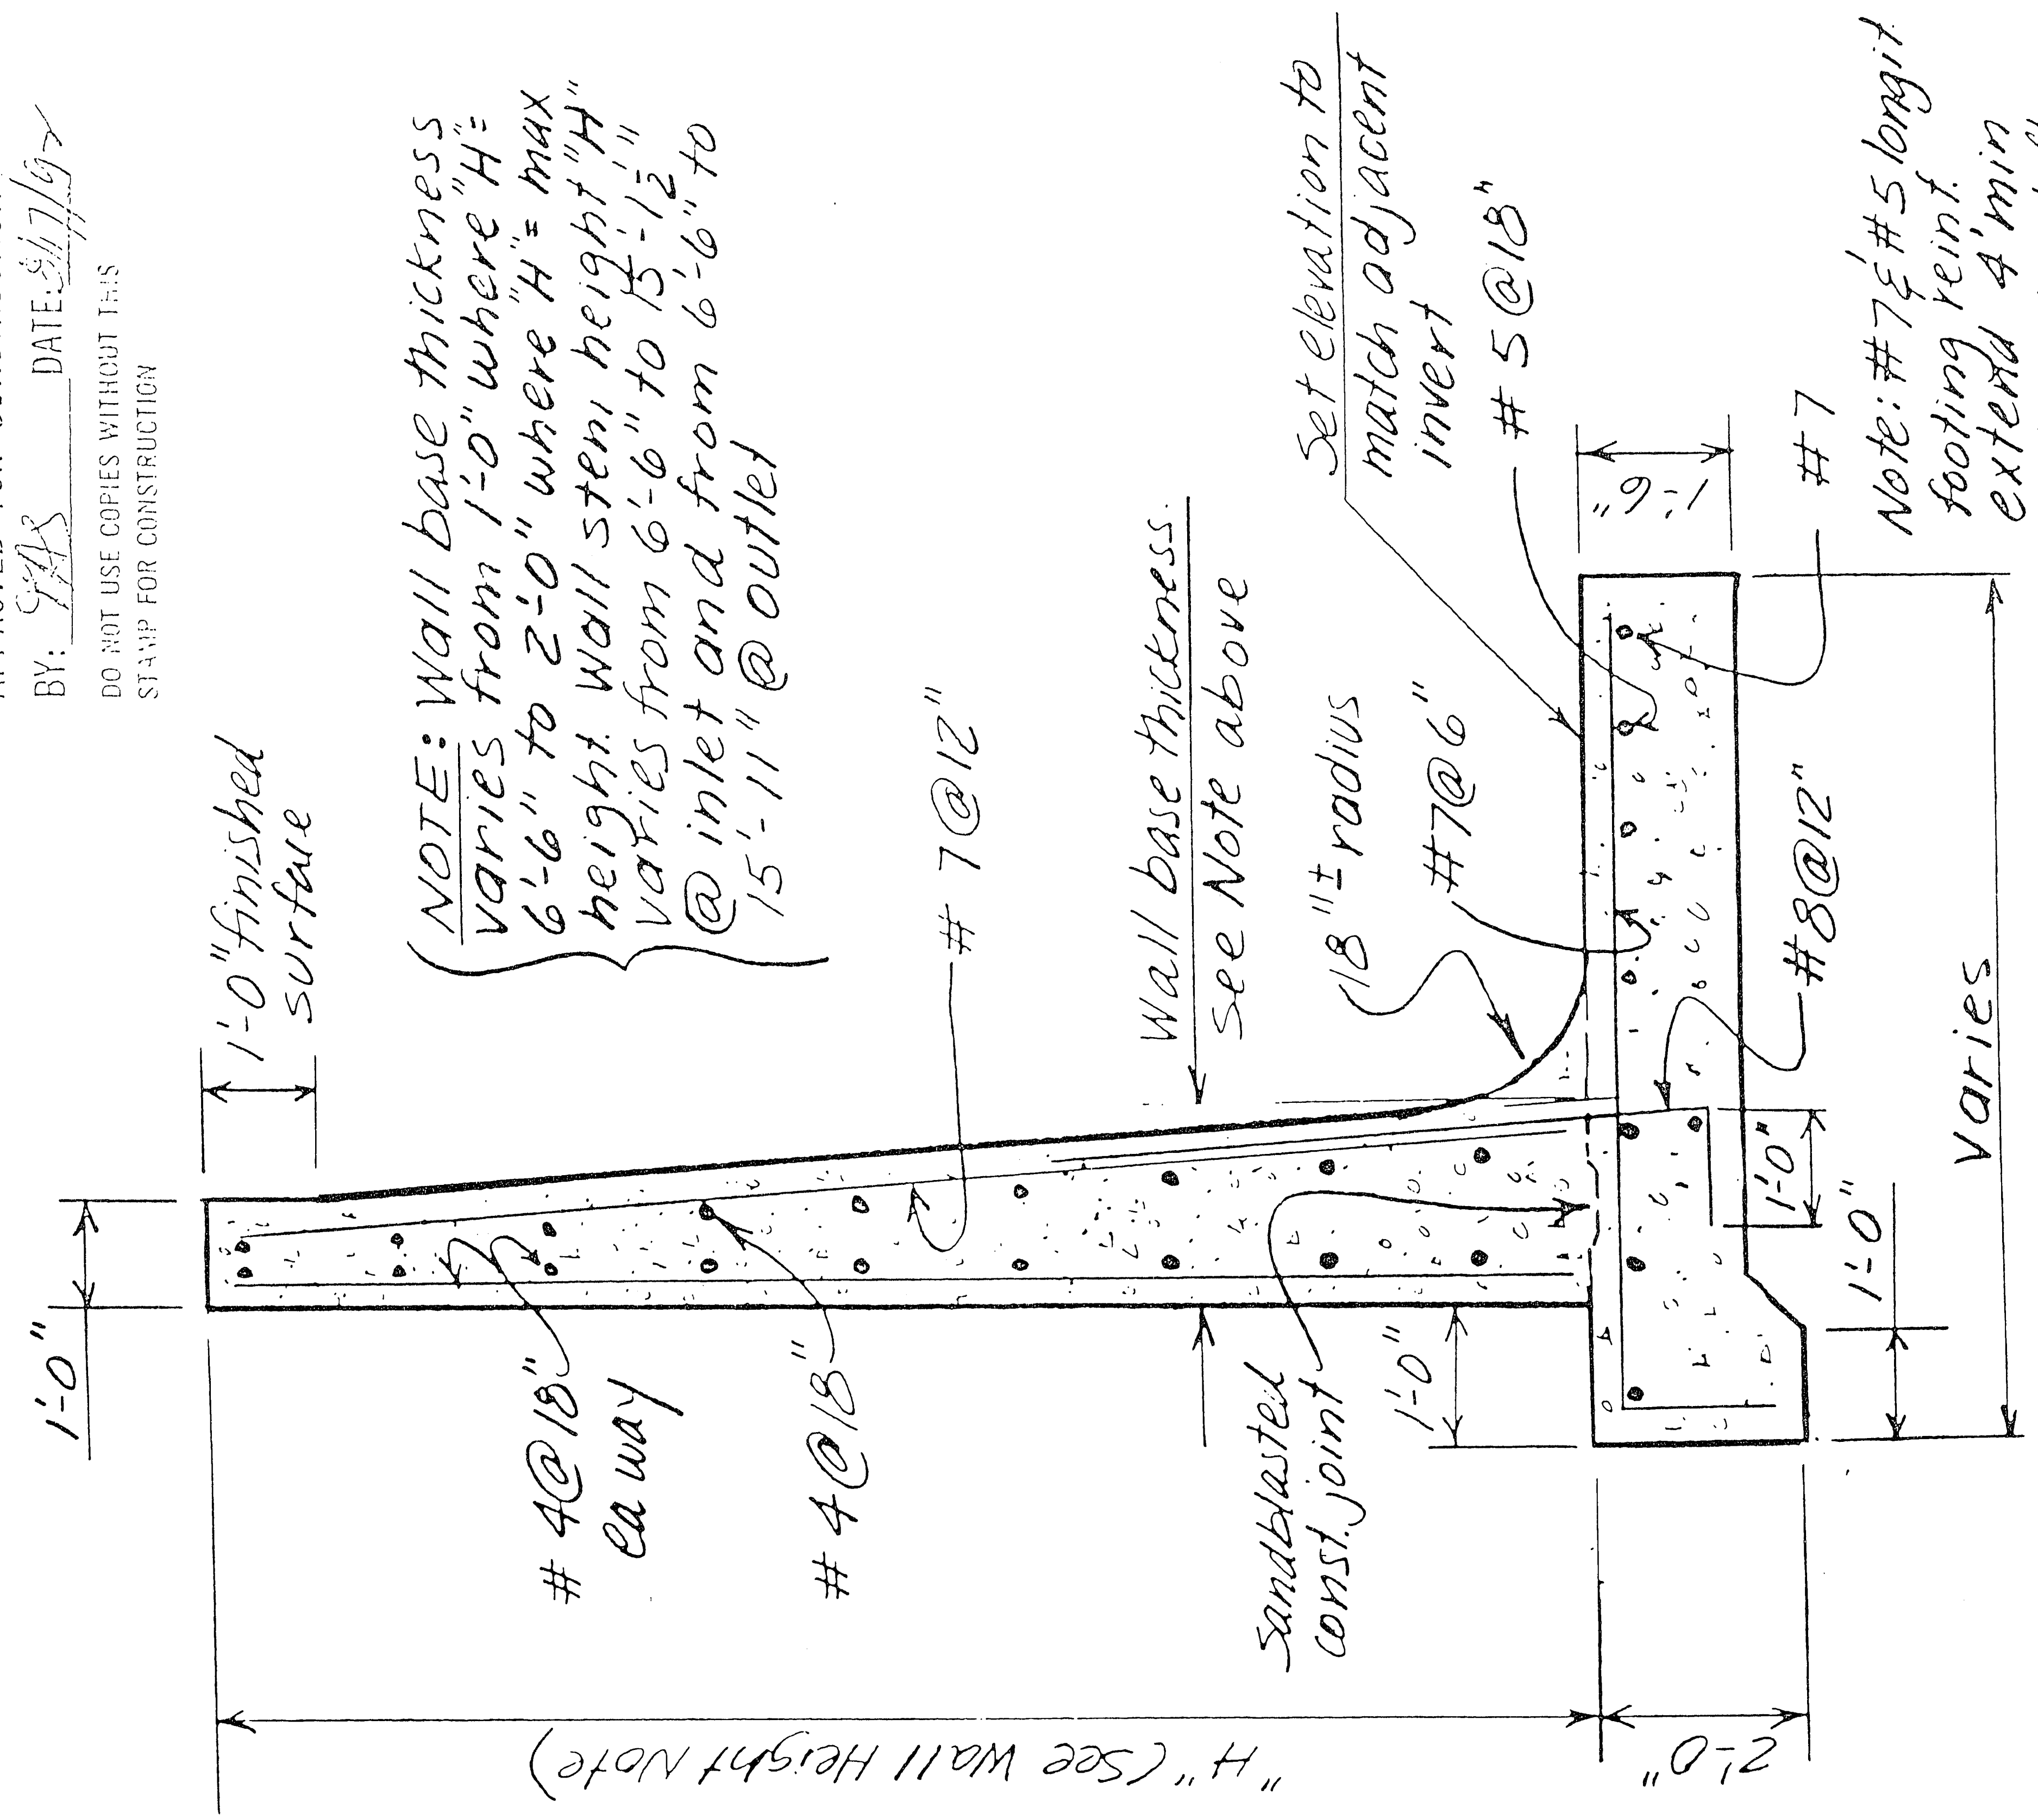 BY: DATE:
DO NOT USE COPIES WITHOUT THIS
STAMP FOR CONSTRUCTION
1'-0"
1'-0" finished
surface
NOTE: Wall base thickness
varies from 1'-0" where "H"=
6'-6" to 2'-0" where "H"= max
height. Wall stem height "H"
varies from 6'-6" to 15'-1½"
@ inlet and from 6'-6" to
15'-11" @ outlet
# 4@18"
ea way
# 7@12"
# 4@18"
Wall base thickness.
See Note above
Sandblasted
const. joint
1'-0"
18"± radius
#7@6"
Set elevation to
match adjacent
invert
# 5@18"
"H" (See Wall Height Note)
2'-0"
1'-6"
# 7
#8@12"
1'-0"
1'-0"
Varies
Note: #7 & #5 longit
footing reinf.
extend 4' min